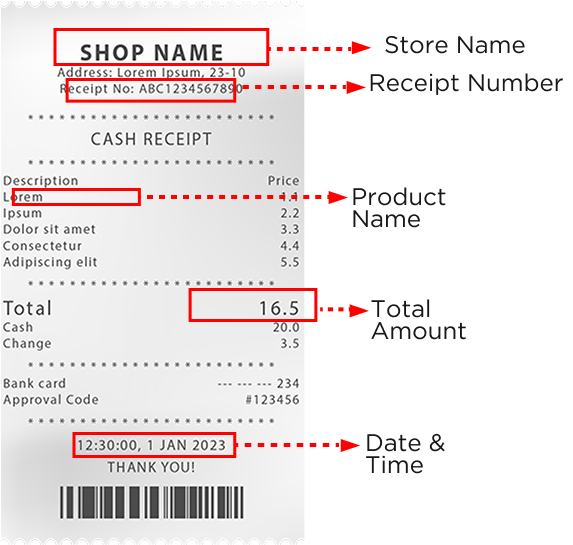 SHOP NAME
Store Name
Address: Lorem Ipsum, 23-10
Receipt No: ABC1234567890
Receipt Number
* * * * * * * * * * * * * * * * * * * * * * * *
CASH RECEIPT
* * * * * * * * * * * * * * * * * * * * * * * *
Description Price
Lorem 1.1
Product
Name
Ipsum 2.2
Dolor sit amet 3.3
Consectetur 4.4
Adipiscing elit 5.5
* * * * * * * * * * * * * * * * * * * * * * * *
Total 16.5
Total
Amount
Cash 20.0
Change 3.5
* * * * * * * * * * * * * * * * * * * * * * * *
Bank card --- --- --- 234
Approval Code #123456
* * * * * * * * * * * * * * * * * * * * * * * *
12:30:00, 1 JAN 2023
Date &
Time
THANK YOU!